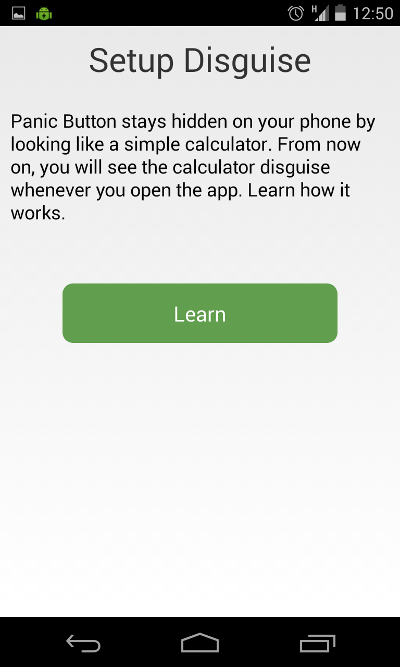 H 12:50
Setup Disguise
Panic Button stays hidden on your phone by
looking like a simple calculator. From now
on, you will see the calculator disguise
whenever you open the app. Learn how it
works.
Learn